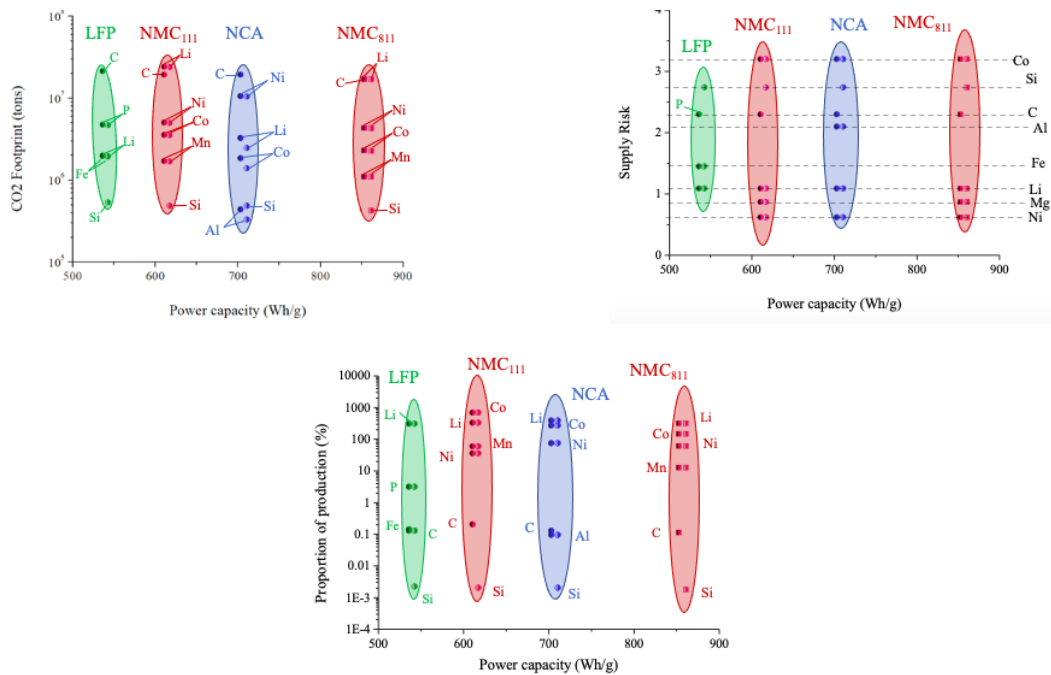 LFP
NMC111
NCA
NMC811
CO2 Footprint (tons)
10⁸
10⁷
10⁶
10⁵
C
P
Li
Fe
Si
Li
C
Ni
Co
Mn
Si
C
Ni
Li
Co
Si
Al
Li
C
Ni
Co
Mn
Si
500
600
700
800
900
Power capacity (Wh/g)
LFP
NMC111
NCA
NMC811
Supply Risk
4
3
2
1
0
P
Co
Si
C
Al
Fe
Li
Mg
Ni
500
600
700
800
900
Power capacity (Wh/g)
LFP
NMC111
NCA
NMC811
Proportion of production (%)
10000
1000
100
10
1
0.1
0.01
1E-3
1E-4
Li
P
Fe
C
Si
Co
Li
Mn
Ni
C
Si
Li
Co
Ni
C
Al
Si
Li
Co
Ni
Mn
C
Si
500
600
700
800
900
Power capacity (Wh/g)